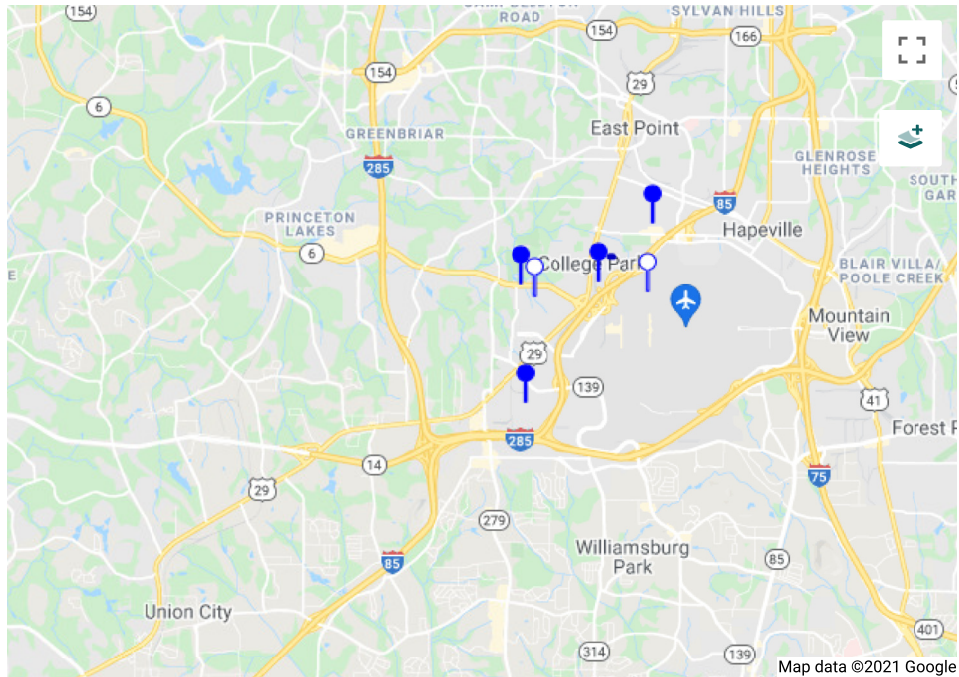 154
ROAD
SYLVAN HILLS
154
166
154
29
6
East Point
GREENBRIAR
285
GLENROSE
HEIGHTS
SOUTH
GAR
85
PRINCETON
LAKES
Hapeville
6
College Park
BLAIR VILLA/
POOLE CREEK
E
Mountain
View
29
139
41
Forest P
285
14
75
29
279
Williamsburg
Park
85
85
Union City
401
314
139
Map data ©2021 Google